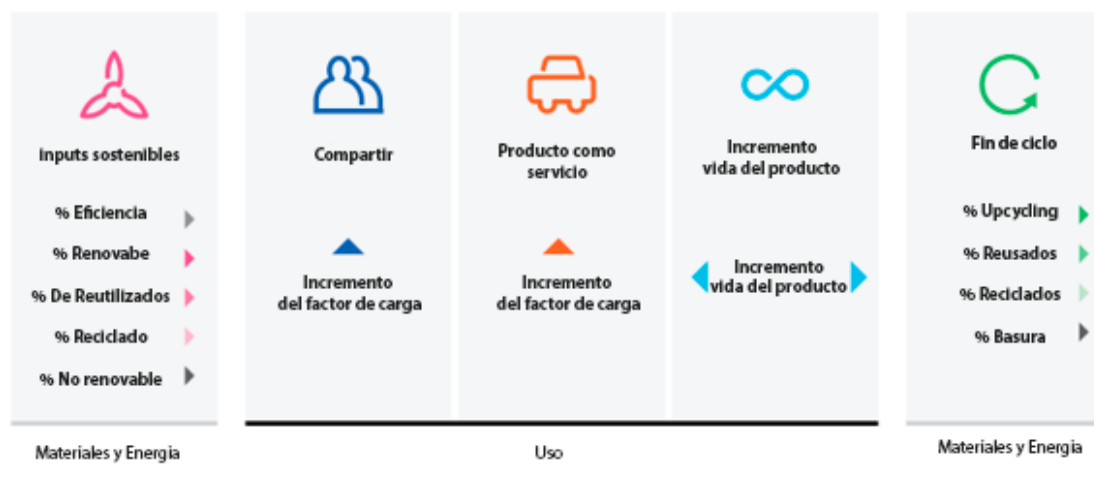 inputs sostenibles
% Eficiencia
% Renovabe
% De Reutilizados
% Reciclado
% No renovable
Materiales y Energia
Compartir
Incremento
del factor de carga
Producto como
servicio
Incremento
del factor de carga
Incremento
vida del producto
Incremento
vida del producto
Uso
Fin de ciclo
% Upcycling
% Reusados
% Reciclados
% Basura
Materiales y Energia